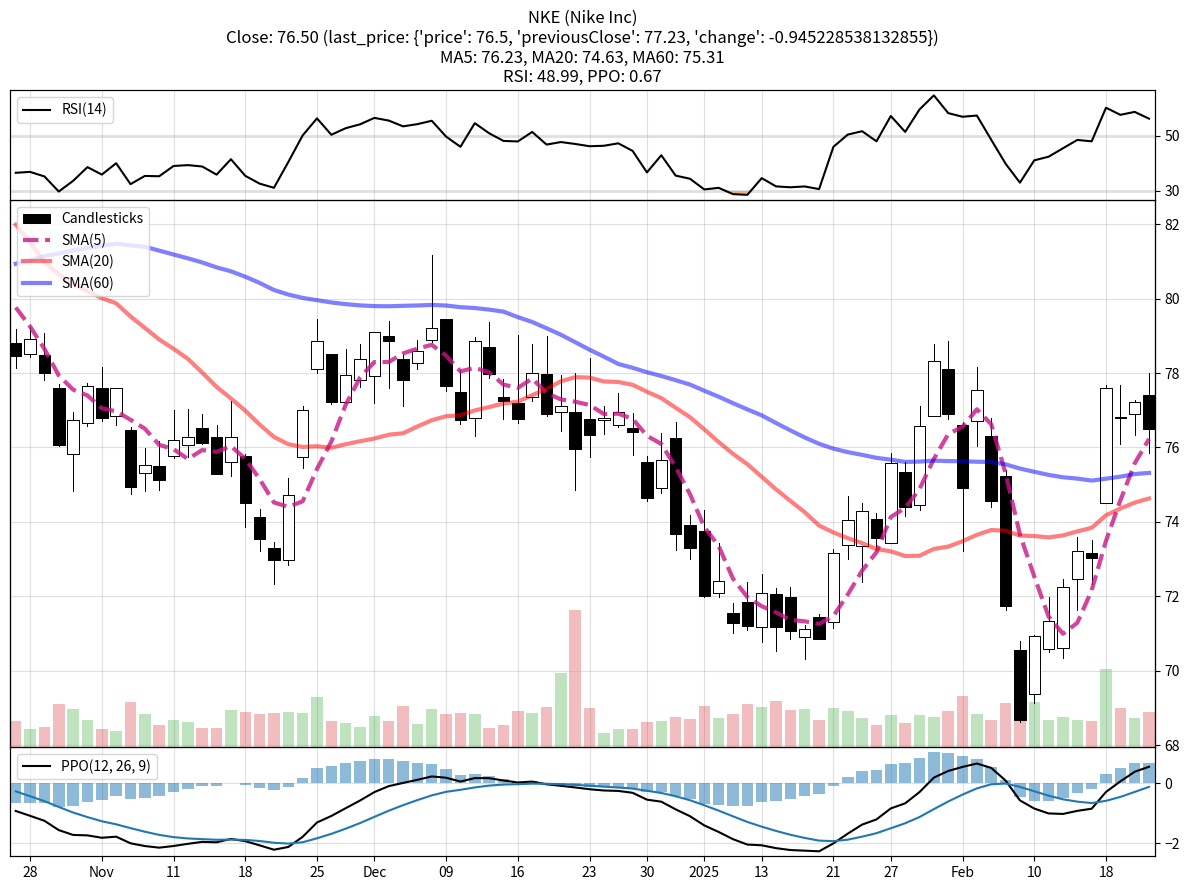 NKE (Nike Inc)
Close: 76.50 (last_price: {'price': 76.5, 'previousClose': 77.23, 'change': -0.945228538132855})
MA5: 76.23, MA20: 74.63, MA60: 75.31
RSI: 48.99, PPO: 0.67
RSI(14)
50
30
Candlesticks
SMA(5)
SMA(20)
SMA(60)
82
80
78
76
74
72
70
68
PPO(12, 26, 9)
0
−2
28 Nov 11 18 25 Dec 09 16 23 30 2025 13 21 27 Feb 10 18